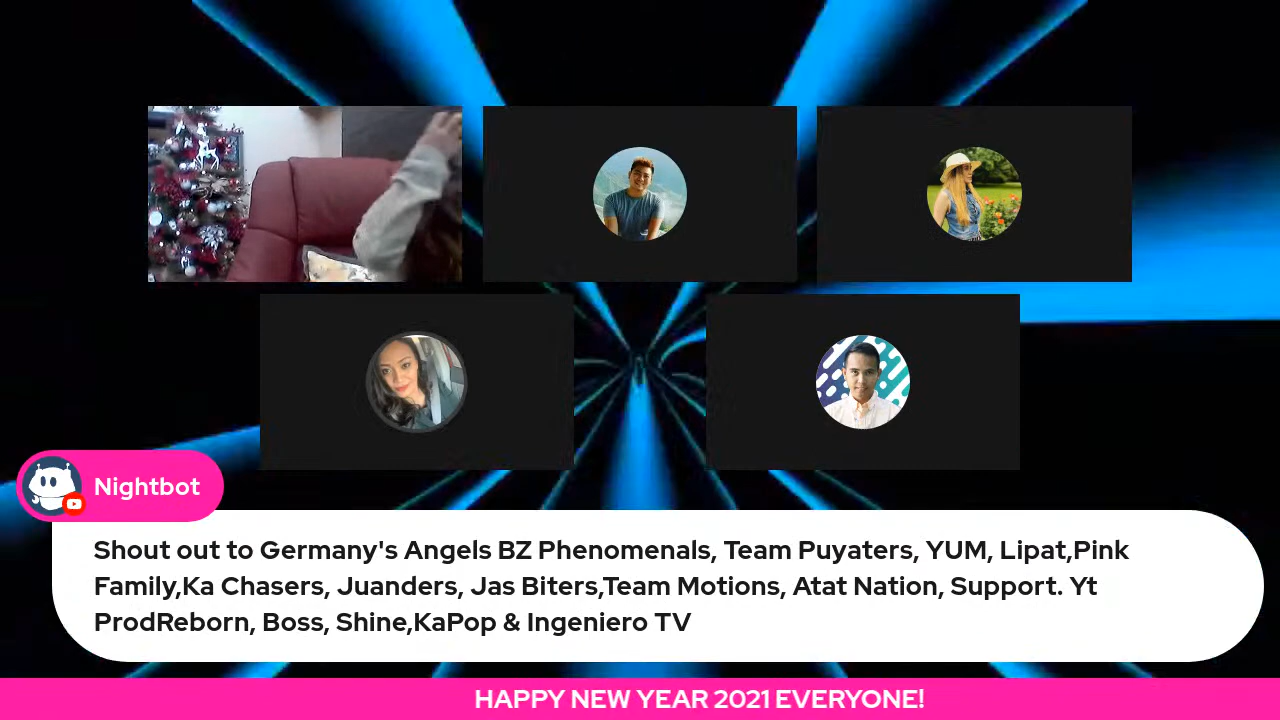 Nightbot
Shout out to Germany's Angels BZ Phenomenals, Team Puyaters, YUM, Lipat,Pink
Family,Ka Chasers, Juanders, Jas Biters,Team Motions, Atat Nation, Support. Yt
ProdReborn, Boss, Shine,KaPop & Ingeniero TV
HAPPY NEW YEAR 2021 EVERYONE!